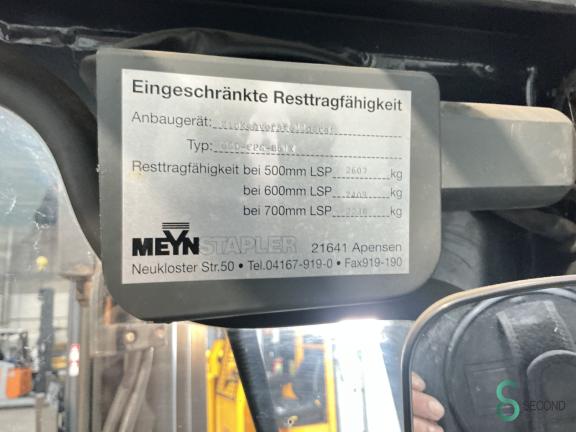 Eingeschränkte Resttragfähigkeit
Anbaugerät:
Typ:
Resttragfähigkeit bei 500mm LSP 2607 kg
bei 600mm LSP kg
bei 700mm LSP kg
MEYN STAPLER 21641 Apensen
Neukloster Str.50 • Tel.04167-919-0 • Fax919-190
S SECOND